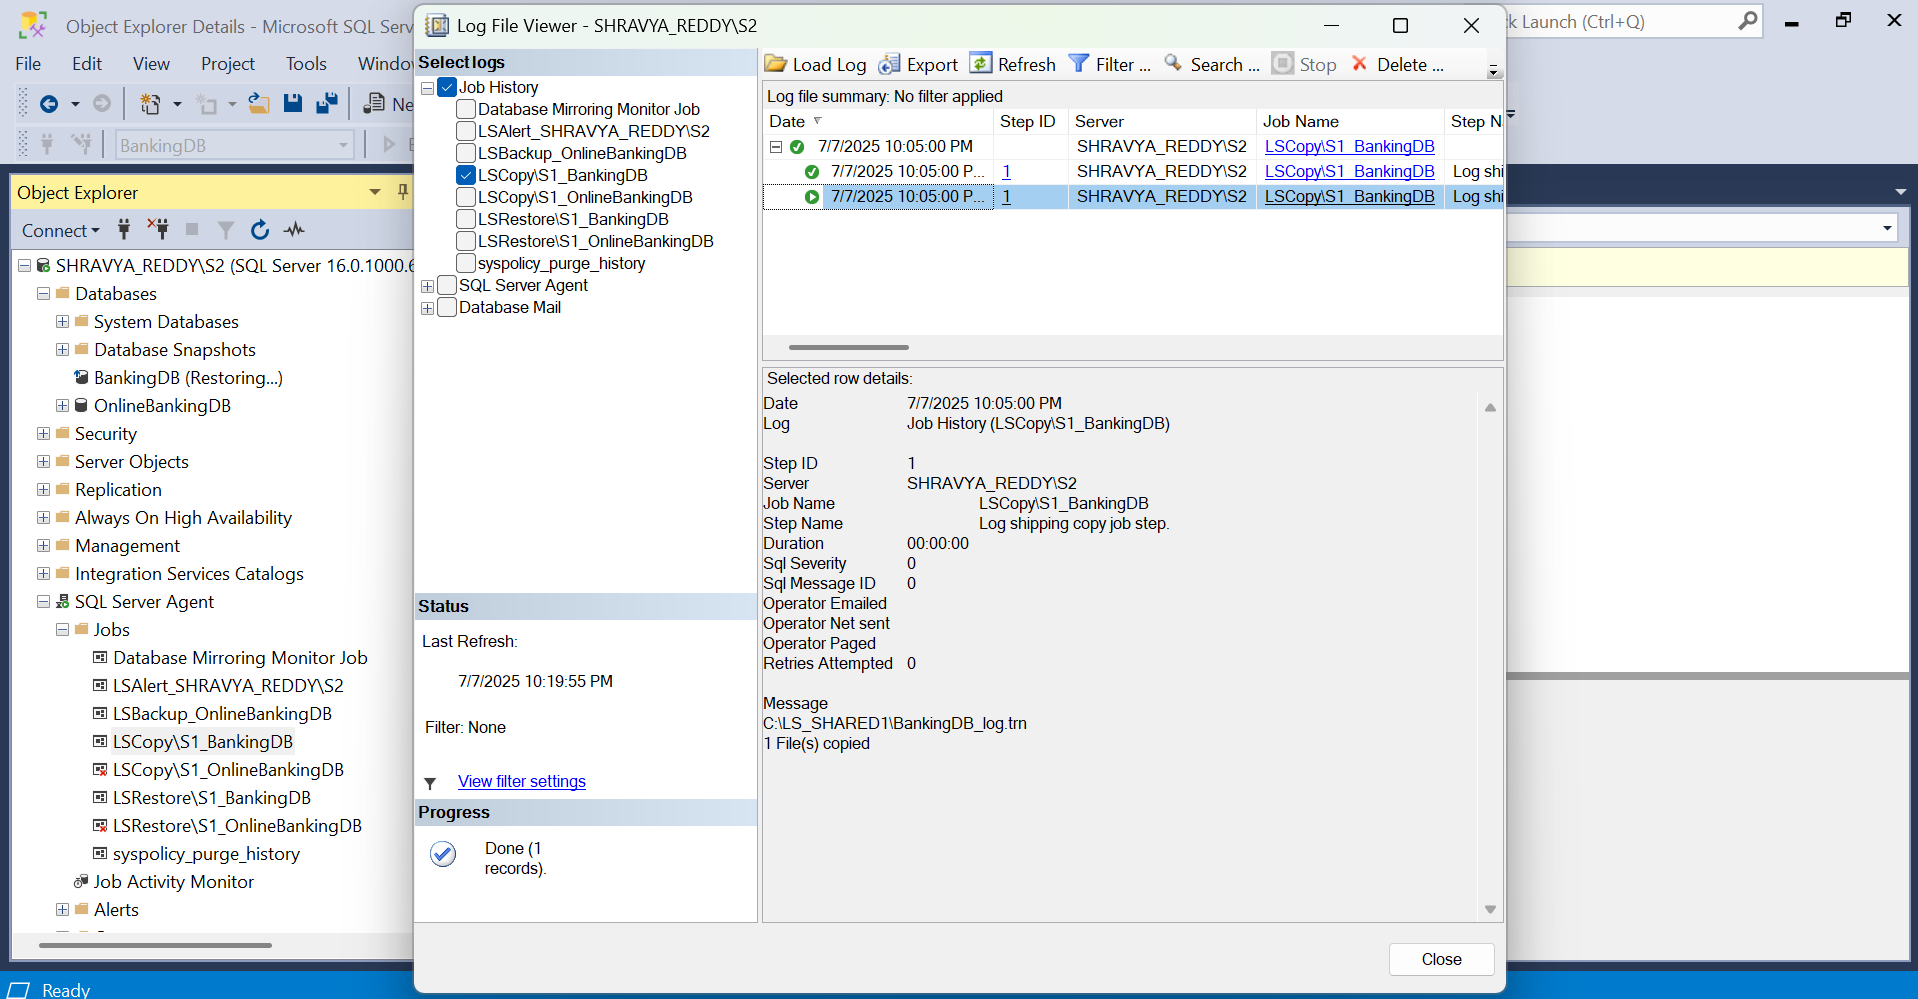 Object Explorer Details - Microsoft SQL Serv
Log File Viewer - SHRAVYA_REDDY\S2
k Launch (Ctrl+Q)
File Edit View Project Tools Windo
BankingDB
Object Explorer
Connect
SHRAVYA_REDDY\S2 (SQL Server 16.0.1000.6
Databases
System Databases
Database Snapshots
BankingDB (Restoring...)
OnlineBankingDB
Security
Server Objects
Replication
Always On High Availability
Management
Integration Services Catalogs
SQL Server Agent
Jobs
Database Mirroring Monitor Job
LSAlert_SHRAVYA_REDDY\S2
LSBackup_OnlineBankingDB
LSCopy\S1_BankingDB
LSCopy\S1_OnlineBankingDB
LSRestore\S1_BankingDB
LSRestore\S1_OnlineBankingDB
syspolicy_purge_history
Job Activity Monitor
Alerts
Ready
Select logs
Job History
Database Mirroring Monitor Job
LSAlert_SHRAVYA_REDDY\S2
LSBackup_OnlineBankingDB
LSCopy\S1_BankingDB
LSCopy\S1_OnlineBankingDB
LSRestore\S1_BankingDB
LSRestore\S1_OnlineBankingDB
syspolicy_purge_history
SQL Server Agent
Database Mail
Status
Last Refresh:
7/7/2025 10:19:55 PM
Filter: None
View filter settings
Progress
Done (1
records).
Load Log Export Refresh Filter ... Search ... Stop Delete ...
Log file summary: No filter applied
Date Step ID Server Job Name Step N
7/7/2025 10:05:00 PM SHRAVYA_REDDY\S2 LSCopy\S1_BankingDB
7/7/2025 10:05:00 P... 1 SHRAVYA_REDDY\S2 LSCopy\S1_BankingDB Log shi
7/7/2025 10:05:00 P... 1 SHRAVYA_REDDY\S2 LSCopy\S1_BankingDB Log shi
Selected row details:
Date 7/7/2025 10:05:00 PM
Log Job History (LSCopy\S1_BankingDB)
Step ID 1
Server SHRAVYA_REDDY\S2
Job Name LSCopy\S1_BankingDB
Step Name Log shipping copy job step.
Duration 00:00:00
Sql Severity 0
Sql Message ID 0
Operator Emailed
Operator Net sent
Operator Paged
Retries Attempted 0
Message
C:\LS_SHARED1\BankingDB_log.trn
1 File(s) copied
Close